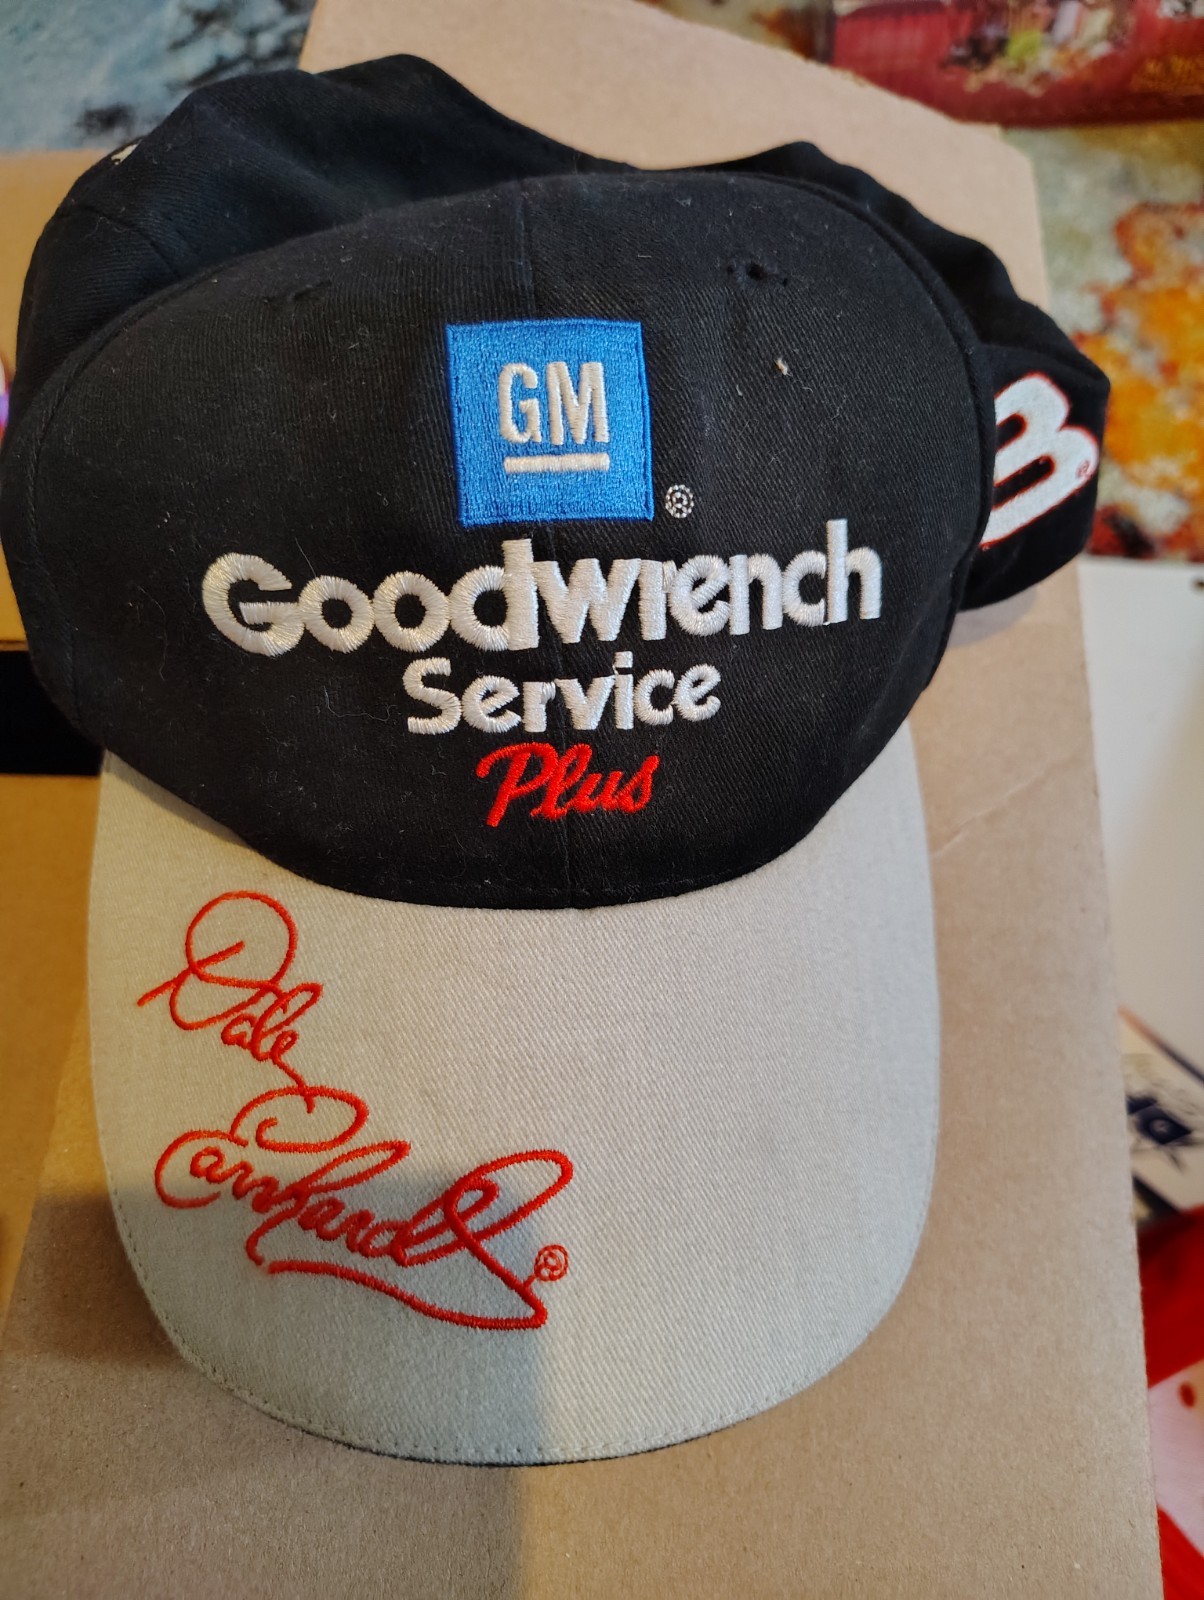 GM®
Goodwrench
Service
Plus
3®
Dale
Earnhardt®